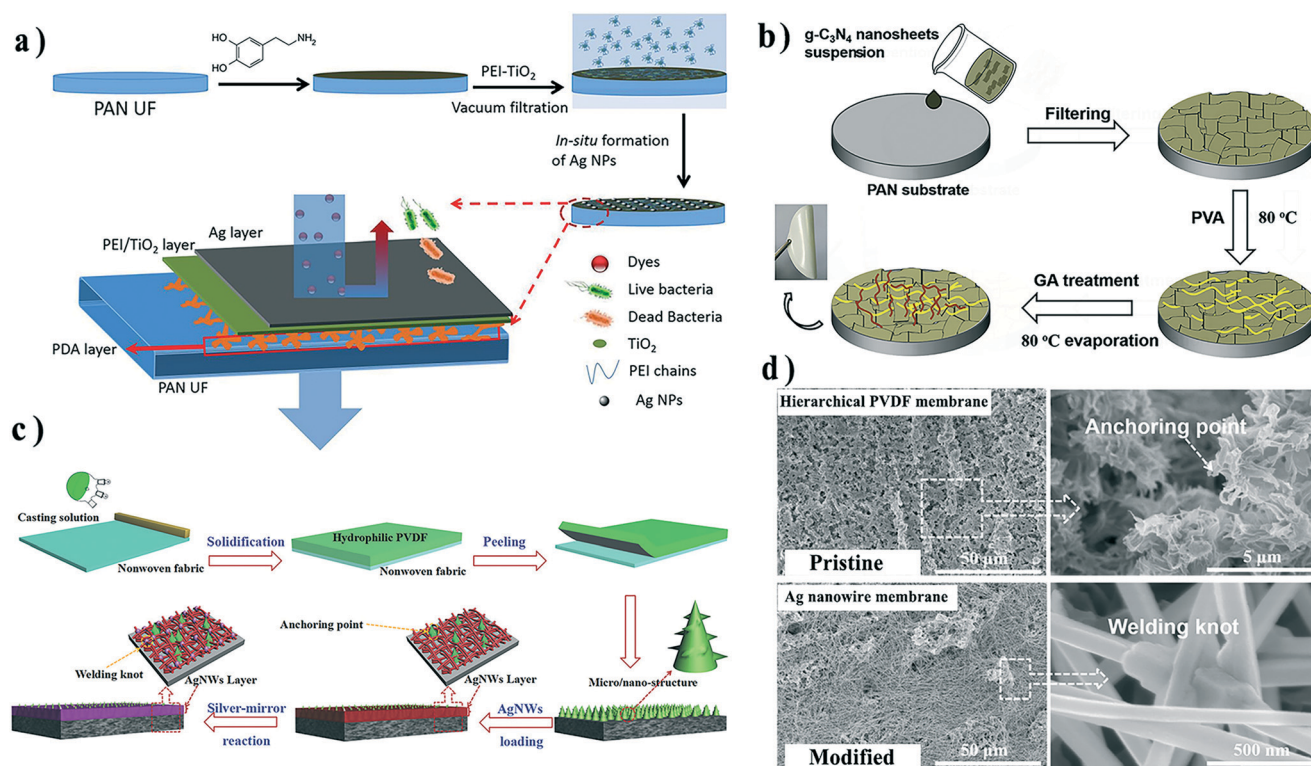 a)
HO
HO
NH₂
PAN UF
PEI-TiO₂
Vacuum filtration
In-situ formation
of Ag NPs
Ag layer
PEI/TiO₂ layer
PDA layer
PAN UF
Dyes
Live bacteria
Dead Bacteria
TiO₂
PEI chains
Ag NPs
b)
g-C₃N₄ nanosheets
suspension
Filtering
PAN substrate
PVA
80 °C
GA treatment
80 °C evaporation
c)
Casting solution
Nonwoven fabric
Solidification
Hydrophilic PVDF
Nonwoven fabric
Peeling
Micro/nano-structure
AgNWs
loading
Anchoring point
AgNWs Layer
Silver-mirror
reaction
Welding knot
AgNWs Layer
d)
Hierarchical PVDF membrane
Pristine
50 μm
Anchoring point
5 μm
Ag nanowire membrane
Modified
50 μm
Welding knot
500 nm